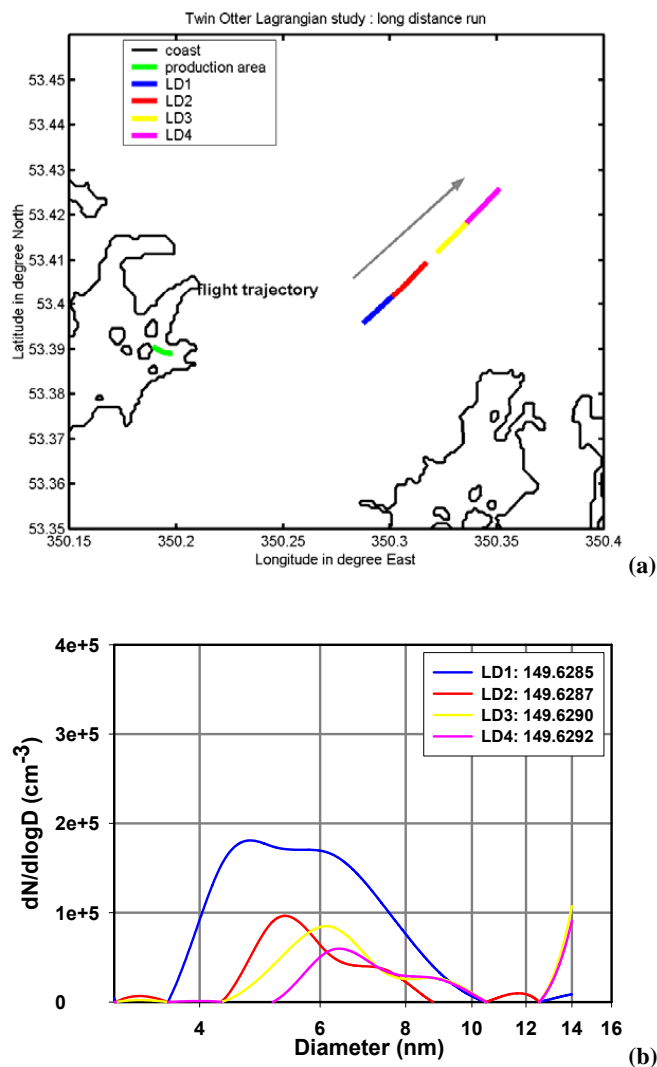 Twin Otter Lagrangian study : long distance run
coast
production area
LD1
LD2
LD3
LD4
53.45
53.44
53.43
53.42
53.41
53.4
53.39
53.38
53.37
53.36
53.35
Latitude in degree North
flight trajectory
350.15 350.2 350.25 350.3 350.35 350.4
Longitude in degree East
(a)
4e+5
3e+5
2e+5
1e+5
0
dN/dlogD (cm-3)
LD1: 149.6285
LD2: 149.6287
LD3: 149.6290
LD4: 149.6292
4 6 8 10 12 14 16
Diameter (nm)
(b)